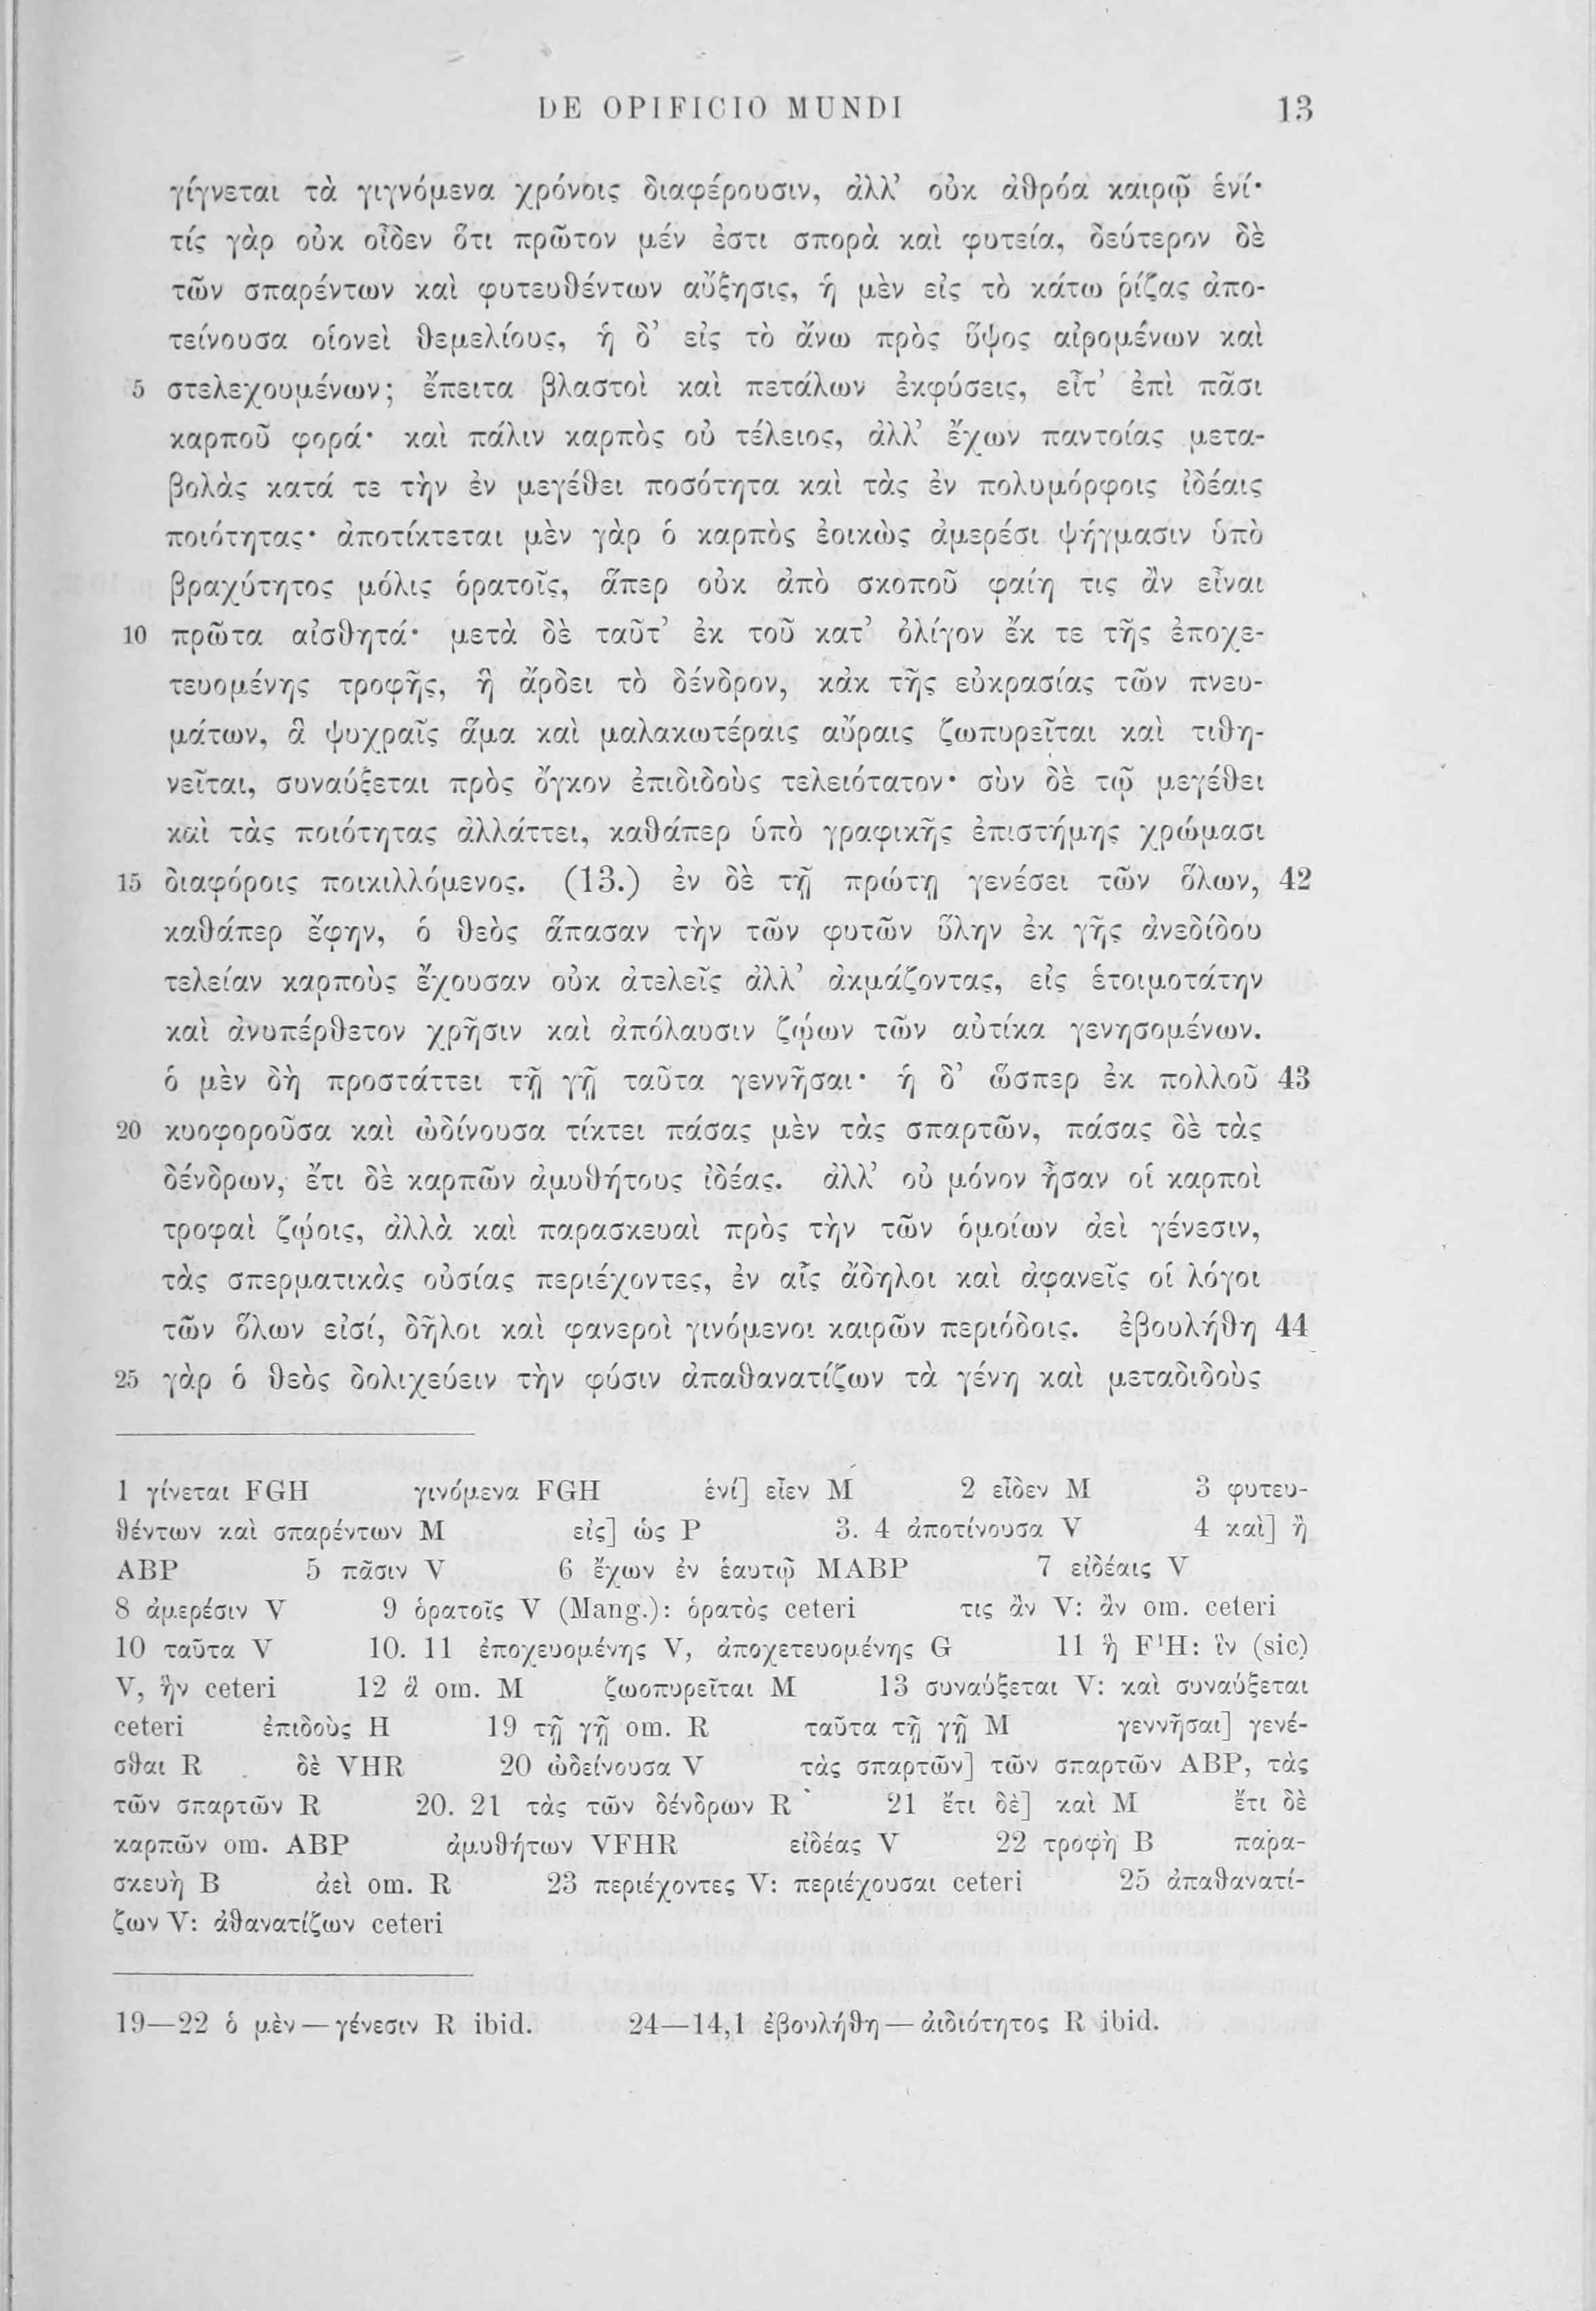 DE OPIFICIO MUNDI 13
γίγνεται τὰ γιγνόμενα χρόνοις διαφέρουσιν, ἀλλ’ οὐκ ἀθρόα καιρῷ ἑνί·
τίς γὰρ οὐκ οἶδεν ὅτι πρῶτον μέν ἐστι σπορὰ καὶ φυτεία, δεύτερον δὲ
τῶν σπαρέντων καὶ φυτευθέντων αὔξησις, ἡ μὲν εἰς τὸ κάτω ῥίζας ἀπο-
τείνουσα οἱονεὶ θεμελίους, ἡ δ’ εἰς τὸ ἄνω πρὸς ὕψος αἰρομένων καὶ
5 στελεχουμένων; ἔπειτα βλαστοὶ καὶ πετάλων ἐκφύσεις, εἶτ’ ἐπὶ πᾶσι
καρποῦ φορά· καὶ πάλιν καρπὸς οὐ τέλειος, ἀλλ’ ἔχων παντοίας μετα-
βολὰς κατά τε τὴν ἐν μεγέθει ποσότητα καὶ τὰς ἐν πολυμόρφοις ἰδέαις
ποιότητας· ἀποτίκτεται μὲν γὰρ ὁ καρπὸς ἐοικὼς ἀμερέσι ψήγμασιν ὑπὸ
βραχύτητος μόλις ὁρατοῖς, ἅπερ οὐκ ἀπὸ σκοποῦ φαίη τις ἂν εἶναι
10 πρῶτα αἰσθητά· μετὰ δὲ ταῦτ’ ἐκ τοῦ κατ’ ὀλίγον ἔκ τε τῆς ἐποχε-
τευομένης τροφῆς, ἣ ἄρδει τὸ δένδρον, κἀκ τῆς εὐκρασίας τῶν πνευ-
μάτων, ἃ ψυχραῖς ἅμα καὶ μαλακωτέραις αὔραις ζωπυρεῖται καὶ τιθη-
νεῖται, συναύξεται πρὸς ὄγκον ἐπιδιδοὺς τελειότατον· σὺν δὲ τῷ μεγέθει
καὶ τὰς ποιότητας ἀλλάττει, καθάπερ ὑπὸ γραφικῆς ἐπιστήμης χρώμασι
15 διαφόροις ποικιλλόμενος. (13.) ἐν δὲ τῇ πρώτῃ γενέσει τῶν ὅλων, 42
καθάπερ ἔφην, ὁ θεὸς ἅπασαν τὴν τῶν φυτῶν ὕλην ἐκ γῆς ἀνεδίδου
τελείαν καρποὺς ἔχουσαν οὐκ ἀτελεῖς ἀλλ’ ἀκμάζοντας, εἰς ἑτοιμοτάτην
καὶ ἀνυπέρθετον χρῆσιν καὶ ἀπόλαυσιν ζῴων τῶν αὐτίκα γενησομένων.
ὁ μὲν δὴ προστάττει τῇ γῇ ταῦτα γεννῆσαι· ἡ δ’ ὥσπερ ἐκ πολλοῦ 43
20 κυοφοροῦσα καὶ ὠδίνουσα τίκτει πάσας μὲν τὰς σπαρτῶν, πάσας δὲ τὰς
δένδρων, ἔτι δὲ καρπῶν ἀμυθήτους ἰδέας. ἀλλ’ οὐ μόνον ἦσαν οἱ καρποὶ
τροφαὶ ζῴοις, ἀλλὰ καὶ παρασκευαὶ πρὸς τὴν τῶν ὁμοίων ἀεὶ γένεσιν,
τὰς σπερματικὰς οὐσίας περιέχοντες, ἐν αἷς ἄδηλοι καὶ ἀφανεῖς οἱ λόγοι
τῶν ὅλων εἰσί, δῆλοι καὶ φανεροὶ γινόμενοι καιρῶν περιόδοις. ἐβουλήθη 44
25 γὰρ ὁ θεὸς δολιχεύειν τὴν φύσιν ἀπαθανατίζων τὰ γένη καὶ μεταδιδοὺς
1 γίνεται FGH γινόμενα FGH ἑνί] εἶεν M 2 εἶδεν M 3 φυτευ-
θέντων καὶ σπαρέντων M εἰς] ὡς P 3. 4 ἀποτίνουσα V 4 καὶ] ἢ
ABP 5 πᾶσιν V 6 ἔχων ἐν ἑαυτῷ MABP 7 εἰδέαις V
8 ἀμερέσιν V 9 ὁρατοῖς V (Mang.): ὁρατὸς ceteri τις ἂν V: ἂν om. ceteri
10 ταῦτα V 10. 11 ἐποχευομένης V, ἀποχετευομένης G 11 ἣ F¹H: ἳν (sic)
V, ἣν ceteri 12 ἃ om. M ζωοπυρεῖται M 13 συναύξεται V: καὶ συναύξεται
ceteri ἐπιδοὺς H 19 τῇ γῇ om. R ταῦτα τῇ γῇ M γεννῆσαι] γενέ-
σθαι R δὲ VHR 20 ὠδείνουσα V τὰς σπαρτῶν] τῶν σπαρτῶν ABP, τὰς
τῶν σπαρτῶν R 20. 21 τὰς τῶν δένδρων R 21 ἔτι δὲ] καὶ M ἔτι δὲ
καρπῶν om. ABP ἀμυθήτων VFHR εἰδέας V 22 τροφὴ B παρα-
σκευὴ B ἀεὶ om. R 23 περιέχοντες V: περιέχουσαι ceteri 25 ἀπαθανατί-
ζων V: ἀθανατίζων ceteri
19—22 ὁ μὲν — γένεσιν R ibid. 24—14,1 ἐβουλήθη — ἀιδιότητος R ibid.